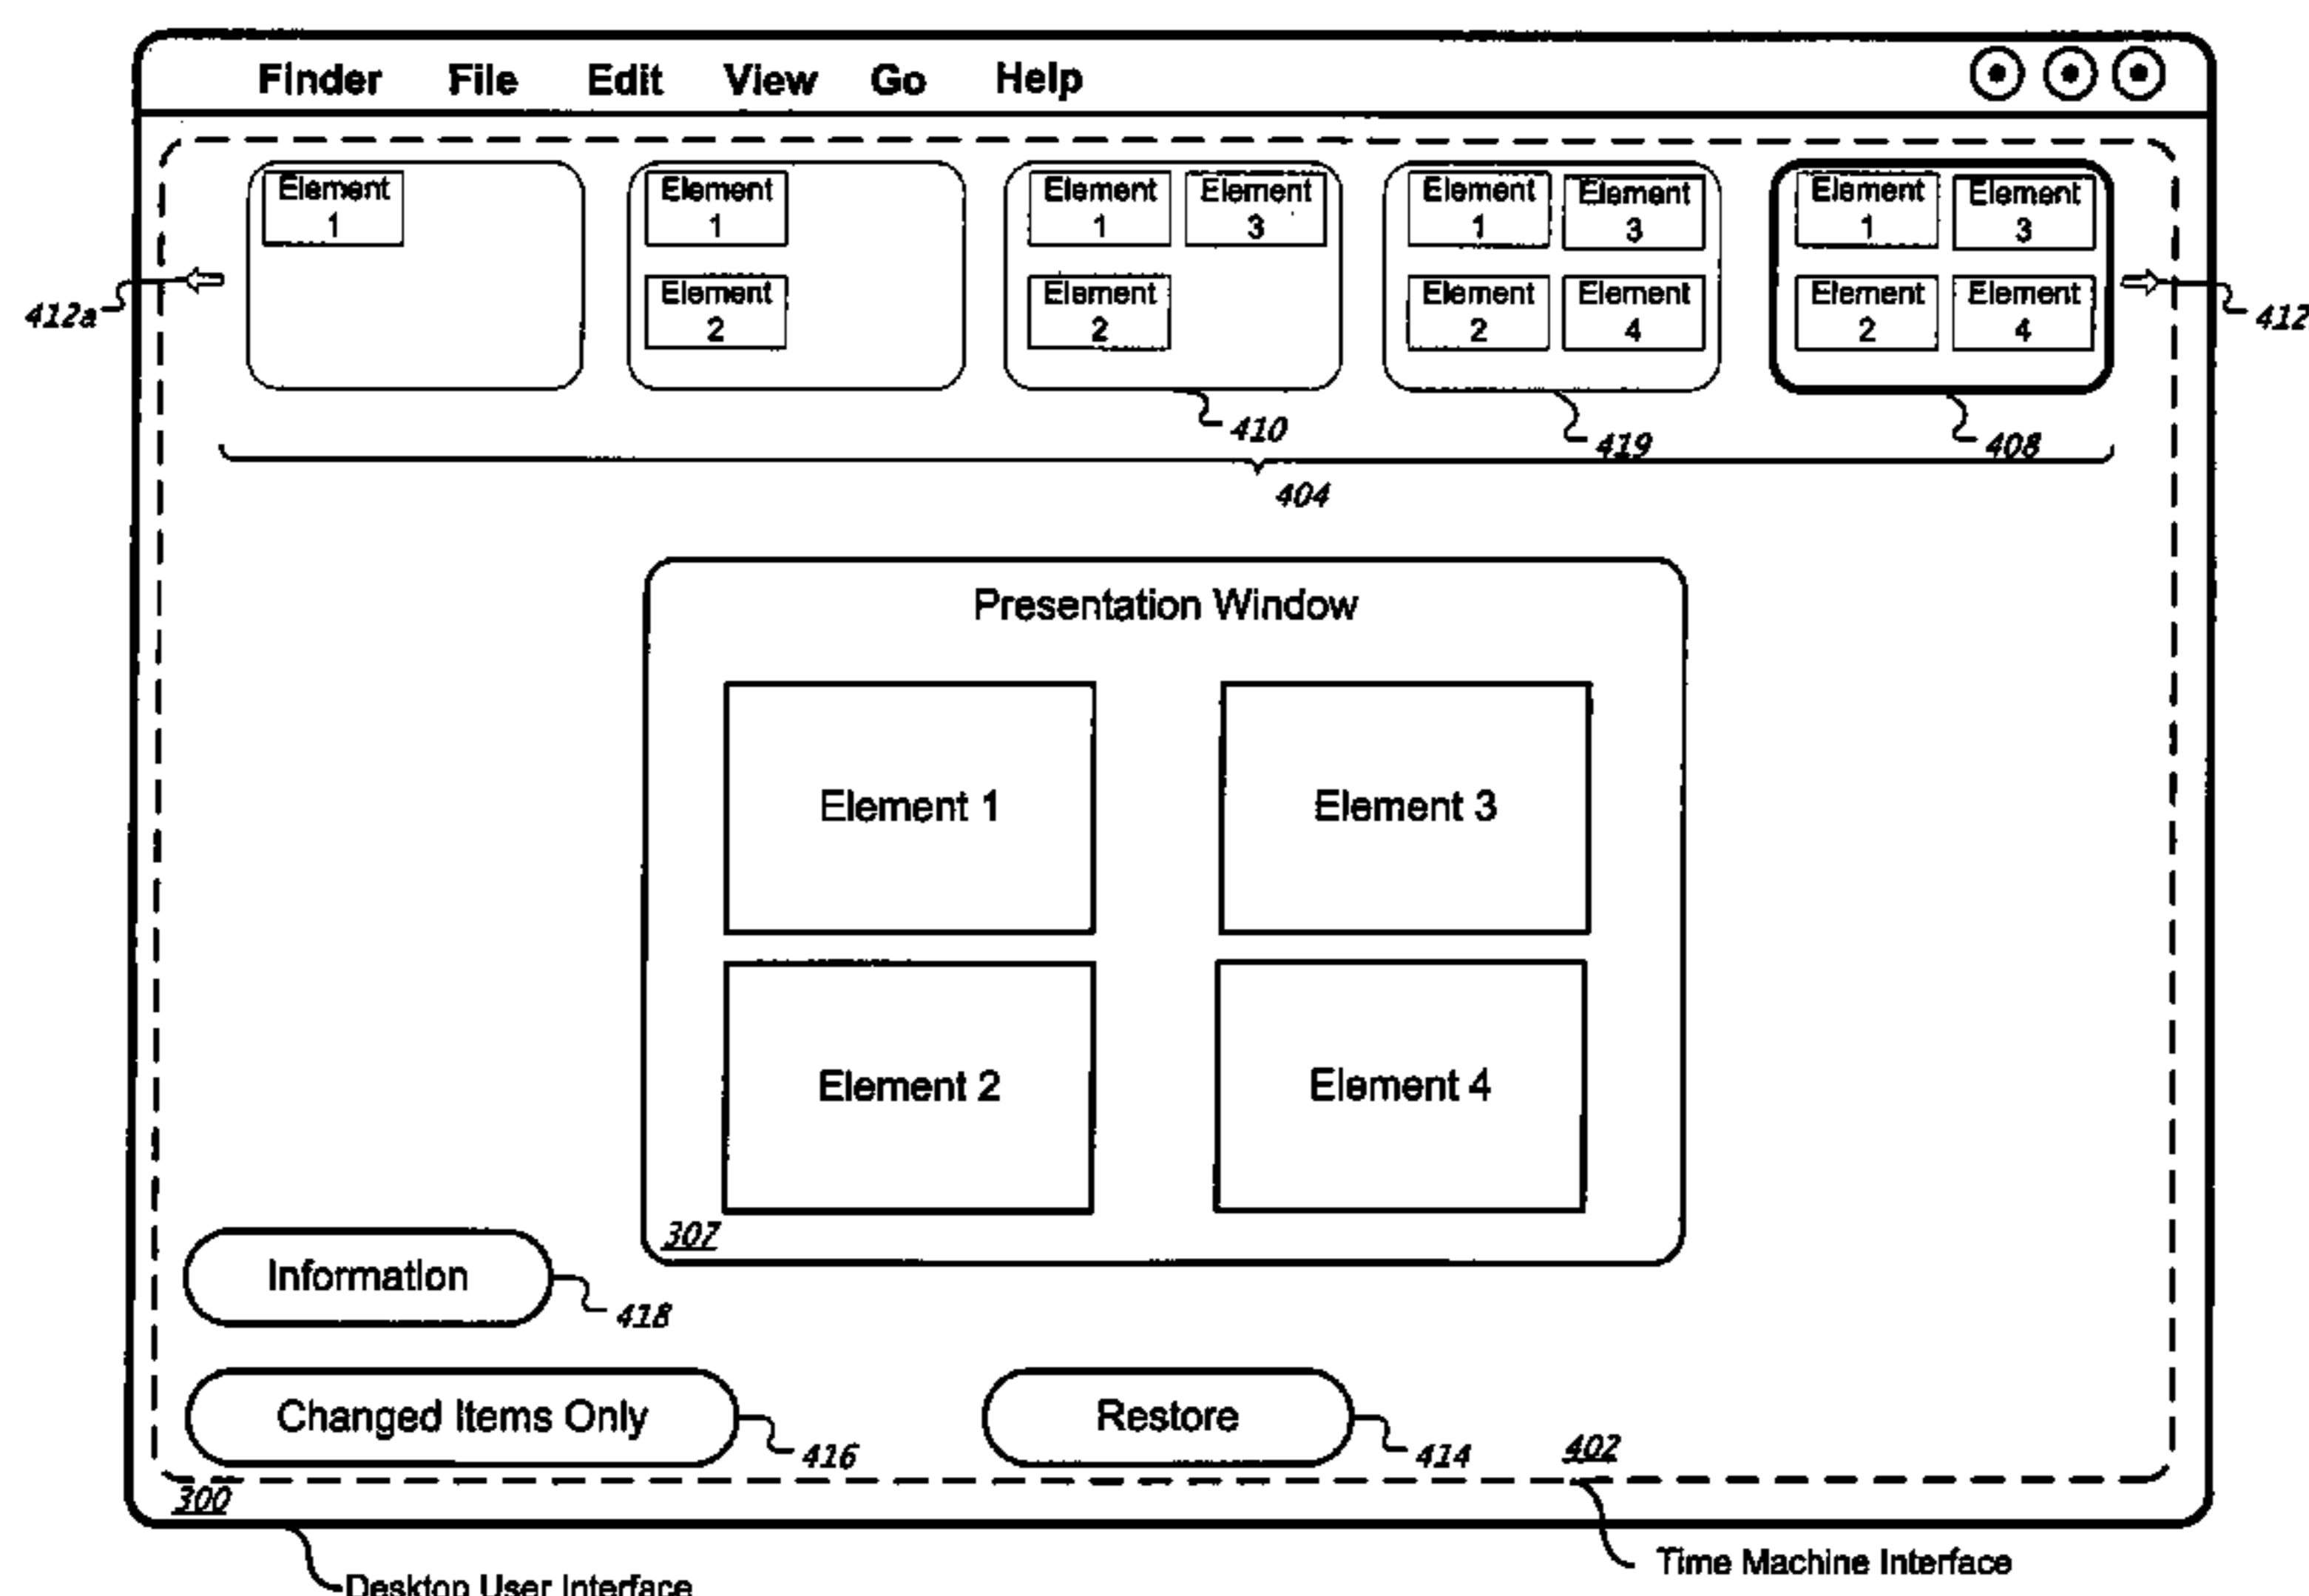 Finder File Edit View Go Help
Element 1
Element 1
Element 2
Element 1
Element 3
Element 2
Element 1
Element 3
Element 2
Element 4
Element 1
Element 3
Element 2
Element 4
412a
412
410
419
408
404
Presentation Window
Element 1
Element 3
Element 2
Element 4
307
Information
418
Changed Items Only
416
Restore
414
402
300
Time Machine Interface
Desktop User Interface